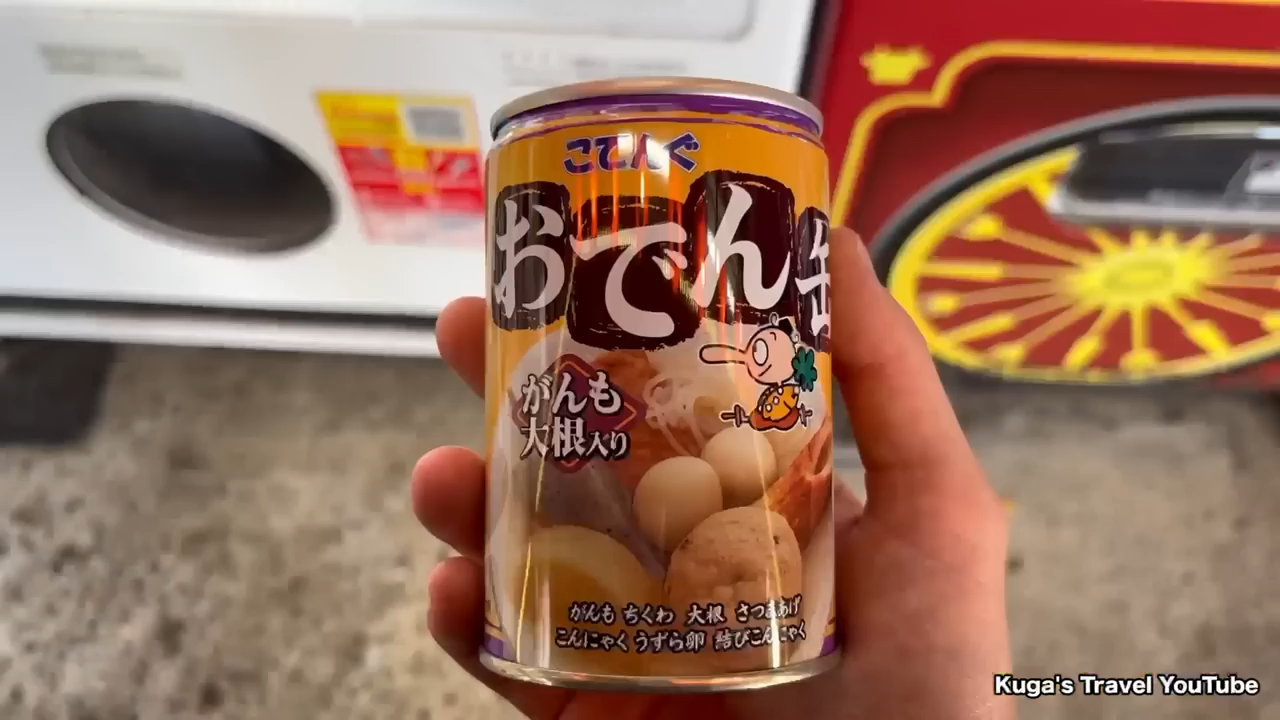 こてんぐ
おでん缶
がんも
大根入り
がんも ちくわ 大根 さつまあげ
こんにゃく うずら卵 結びこんにゃく
Kuga's Travel YouTube